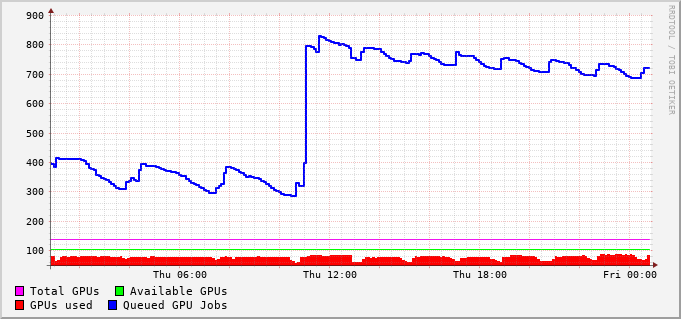 900
800
700
600
500
400
300
200
100
Thu 06:00 Thu 12:00 Thu 18:00 Fri 00:00
Total GPUs Available GPUs
GPUs used Queued GPU Jobs
RRDTOOL / TOBI OETIKER